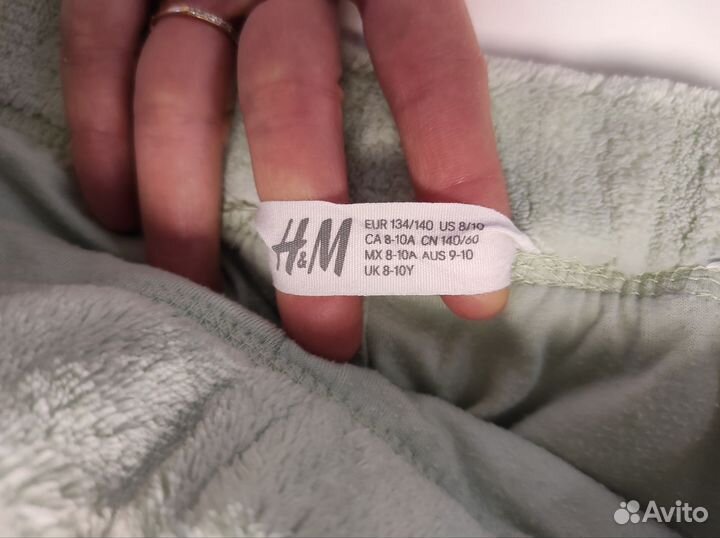 H&M
EUR 134/140 US 8/10
CA 8-10A CN 140/60
MX 8-10A AUS 9-10
UK 8-10Y
Avito